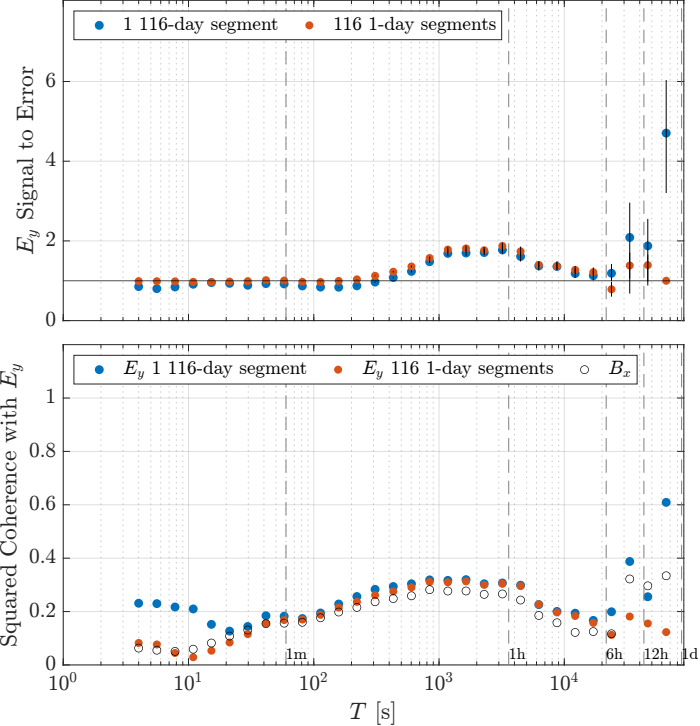 1 116-day segment 116 1-day segments
6
4
2
0
E_y Signal to Error
E_y 1 116-day segment E_y 116 1-day segments B_x
1
0.8
0.6
0.4
0.2
0
Squared Coherence with E_y
1m 1h 6h 12h 1d
10^0 10^1 10^2 10^3 10^4
T [s]